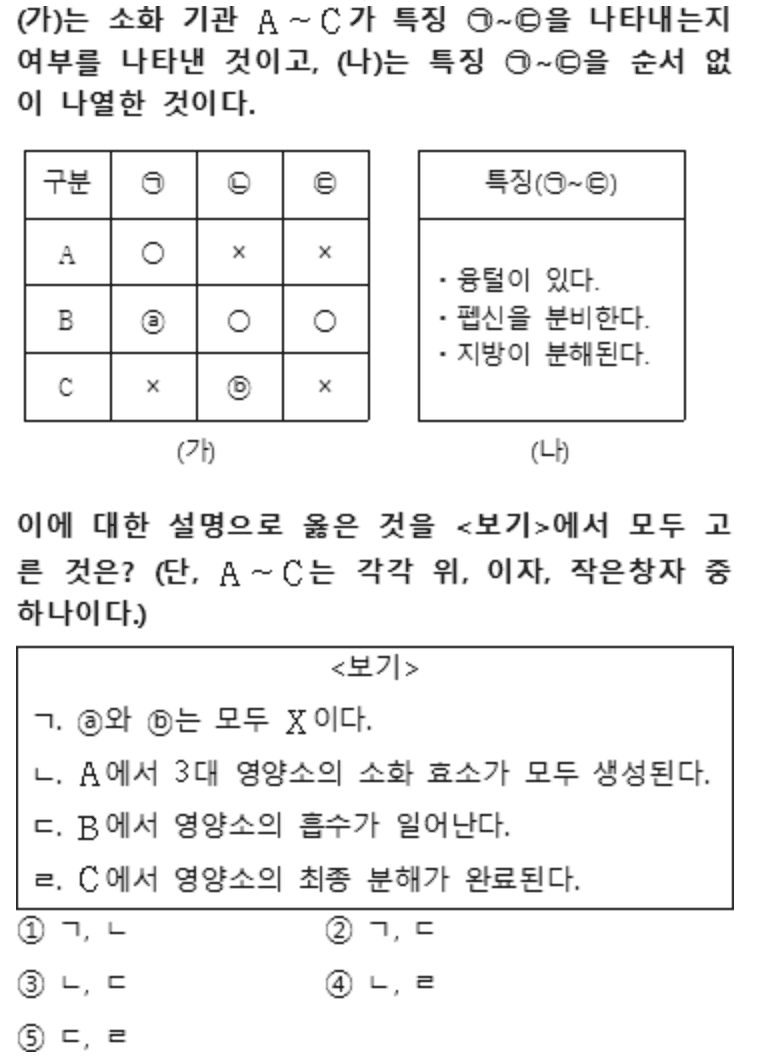 (가)는 소화 기관 A ~ C가 특징 ㉠~㉢을 나타내는지
여부를 나타낸 것이고, (나)는 특징 ㉠~㉢을 순서 없
이 나열한 것이다.
구분 ㉠ ㉡ ㉢
A ○ × ×
B ⓐ ○ ○
C × ⓑ ×
(가)
특징(㉠~㉢)
· 융털이 있다.
· 펩신을 분비한다.
· 지방이 분해된다.
(나)
이에 대한 설명으로 옳은 것을 <보기>에서 모두 고
른 것은? (단, A ~ C는 각각 위, 이자, 작은창자 중
하나이다.)
<보기>
ㄱ. ⓐ와 ⓑ는 모두 X이다.
ㄴ. A에서 3대 영양소의 소화 효소가 모두 생성된다.
ㄷ. B에서 영양소의 흡수가 일어난다.
ㄹ. C에서 영양소의 최종 분해가 완료된다.
① ㄱ, ㄴ ② ㄱ, ㄷ
③ ㄴ, ㄷ ④ ㄴ, ㄹ
⑤ ㄷ, ㄹ